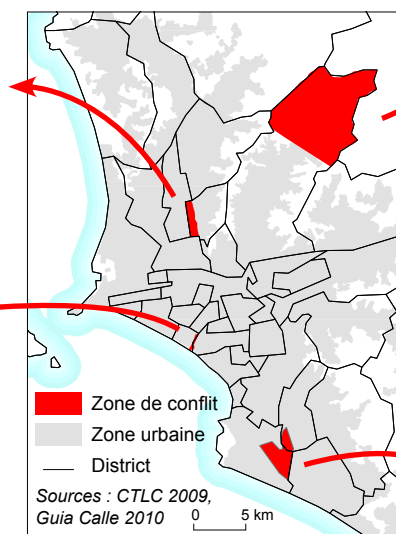 Zone de conflit
Zone urbaine
District
Sources : CTLC 2009,
Guia Calle 2010
0 5 km